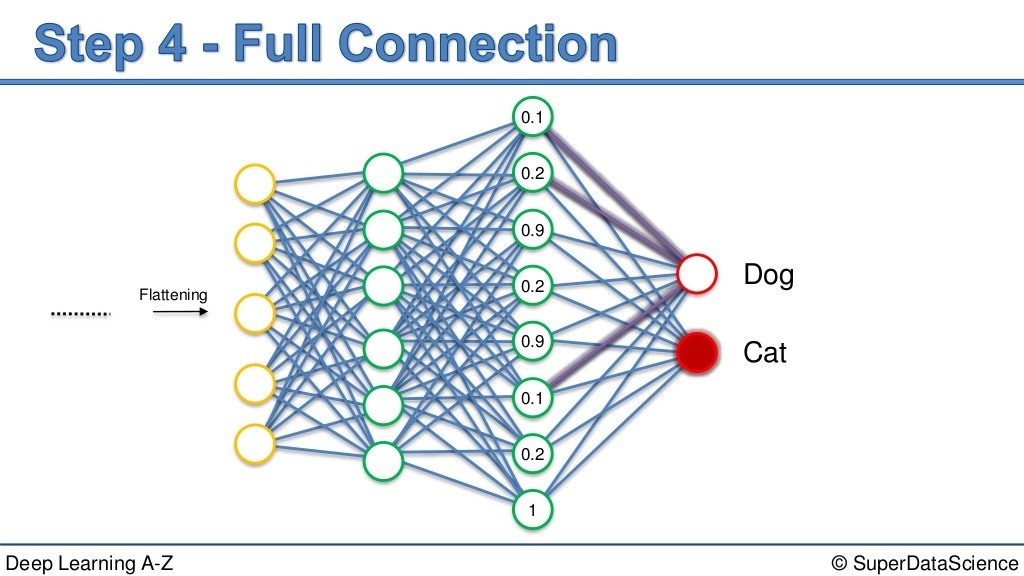 Step 4 - Full Connection
Flattening
0.1
0.2
0.9
0.2
0.9
0.1
0.2
1
Dog
Cat
Deep Learning A-Z
© SuperDataScience